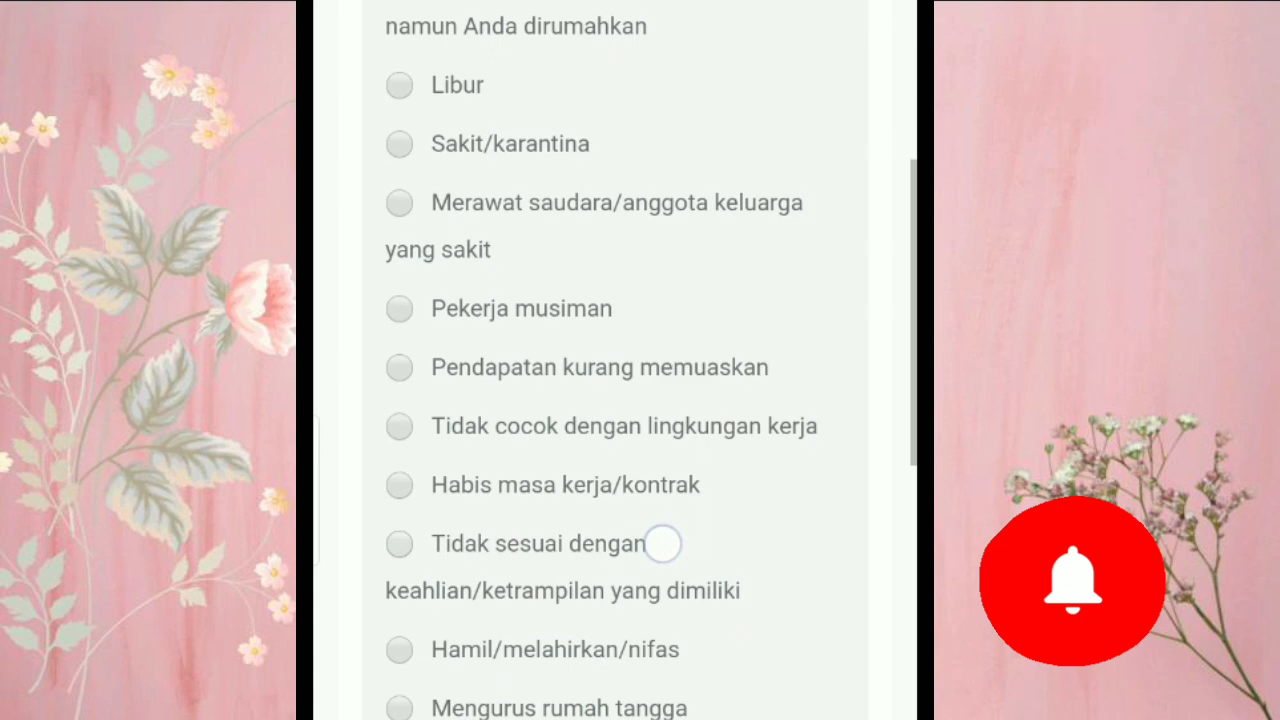 namun Anda dirumahkan
Libur
Sakit/karantina
Merawat saudara/anggota keluarga
yang sakit
Pekerja musiman
Pendapatan kurang memuaskan
Tidak cocok dengan lingkungan kerja
Habis masa kerja/kontrak
Tidak sesuai dengan
keahlian/ketrampilan yang dimiliki
Hamil/melahirkan/nifas
Mengurus rumah tangga